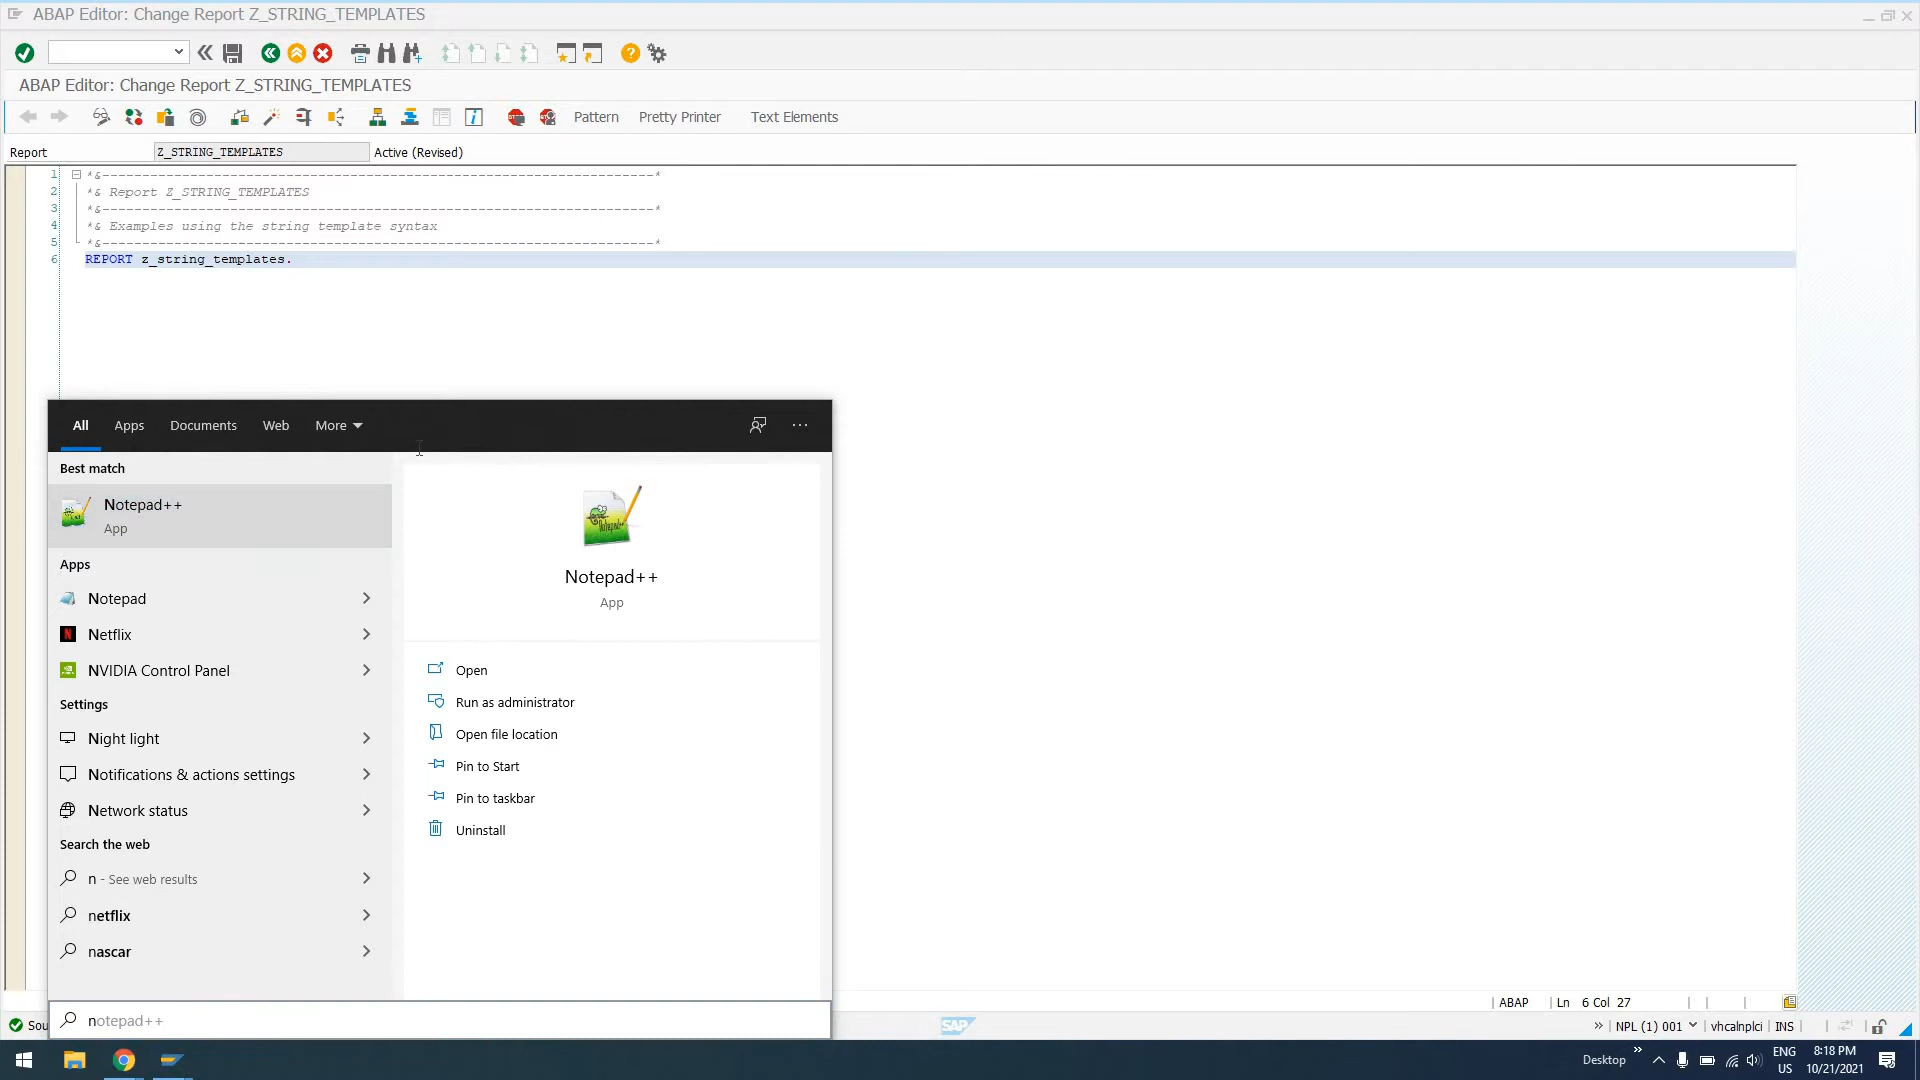 ABAP Editor: Change Report Z_STRING_TEMPLATES
ABAP Editor: Change Report Z_STRING_TEMPLATES
Pattern Pretty Printer Text Elements
Report Z_STRING_TEMPLATES Active (Revised)
1 *&---------------------------------------------------------------------*
2 *& Report Z_STRING_TEMPLATES
3 *&---------------------------------------------------------------------*
4 *& Examples using the string template syntax
5 *&---------------------------------------------------------------------*
6 REPORT z_string_templates.
All Apps Documents Web More
Best match
Notepad++
App
Apps
Notepad
Netflix
NVIDIA Control Panel
Settings
Night light
Notifications & actions settings
Network status
Search the web
n - See web results
netflix
nascar
Notepad++
App
Open
Run as administrator
Open file location
Pin to Start
Pin to taskbar
Uninstall
notepad++
ABAP Ln 6 Col 27
Sou
SAP
» NPL (1) 001 vhcalnplci INS
Desktop » ENG 8:18 PM
US 10/21/2021